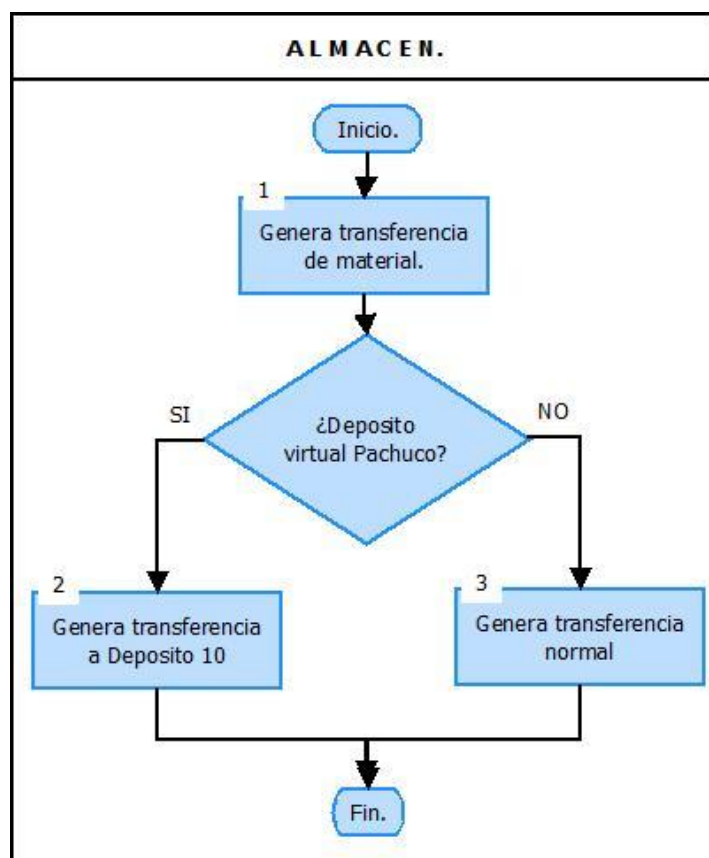 ALMACEN.
Inicio.
1
Genera transferencia
de material.
¿Deposito
virtual Pachuco?
SI
NO
2
Genera transferencia
a Deposito 10
3
Genera transferencia
normal
Fin.